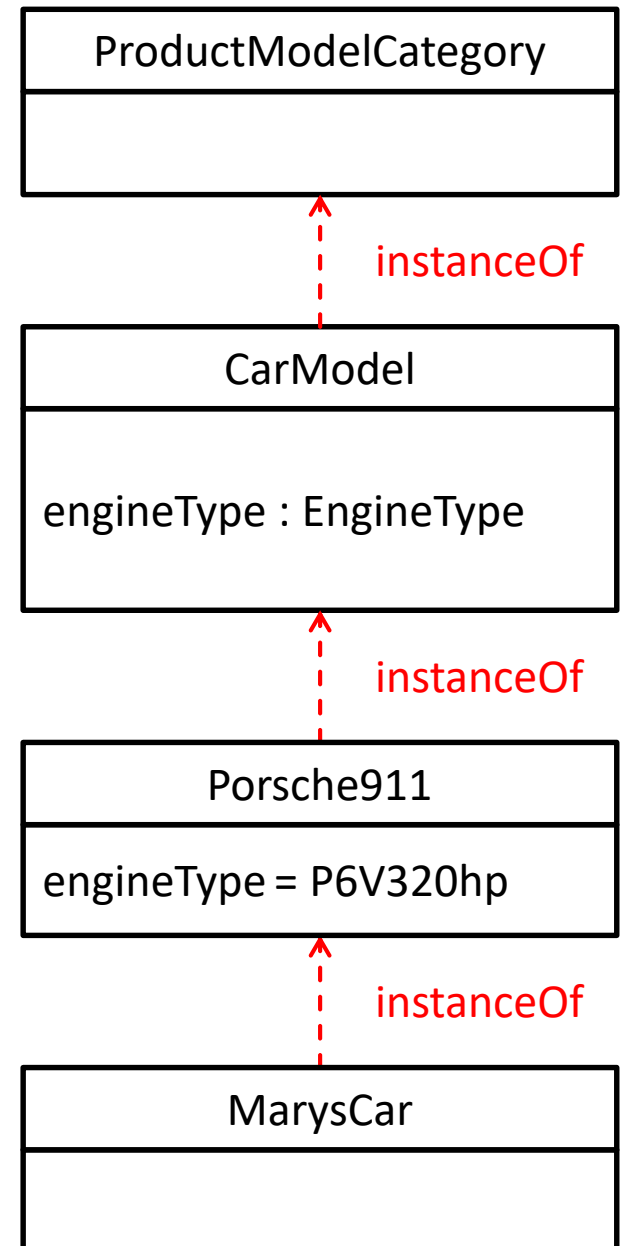 ProductModelCategory
instanceOf
CarModel
engineType : EngineType
instanceOf
Porsche911
engineType = P6V320hp
instanceOf
MarysCar